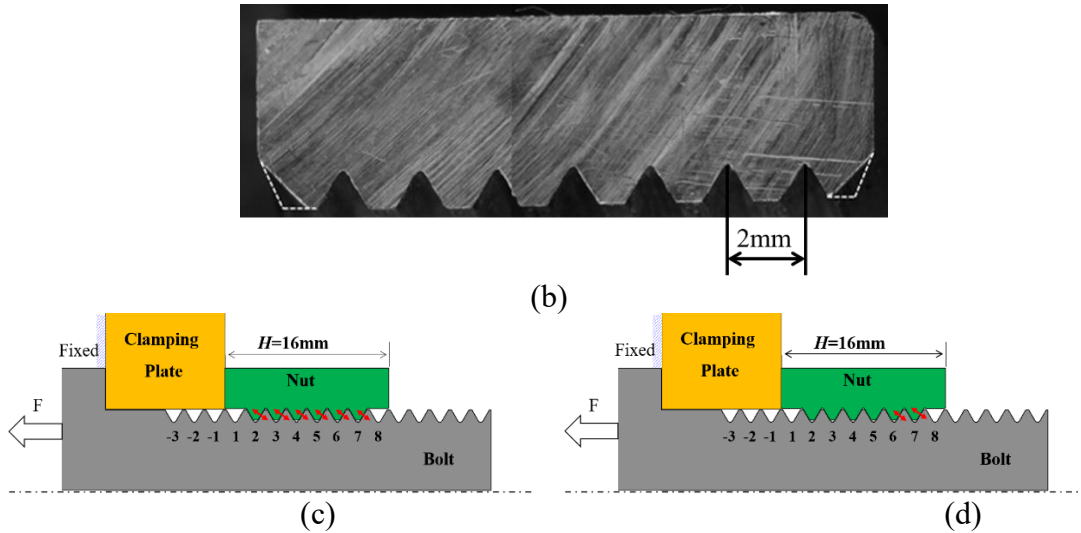 2mm
(b)
Fixed
Clamping
Plate
H=16mm
Nut
F
-3 -2 -1 1 2 3 4 5 6 7 8
Bolt
(c)
Fixed
Clamping
Plate
H=16mm
Nut
F
-3 -2 -1 1 2 3 4 5 6 7 8
Bolt
(d)